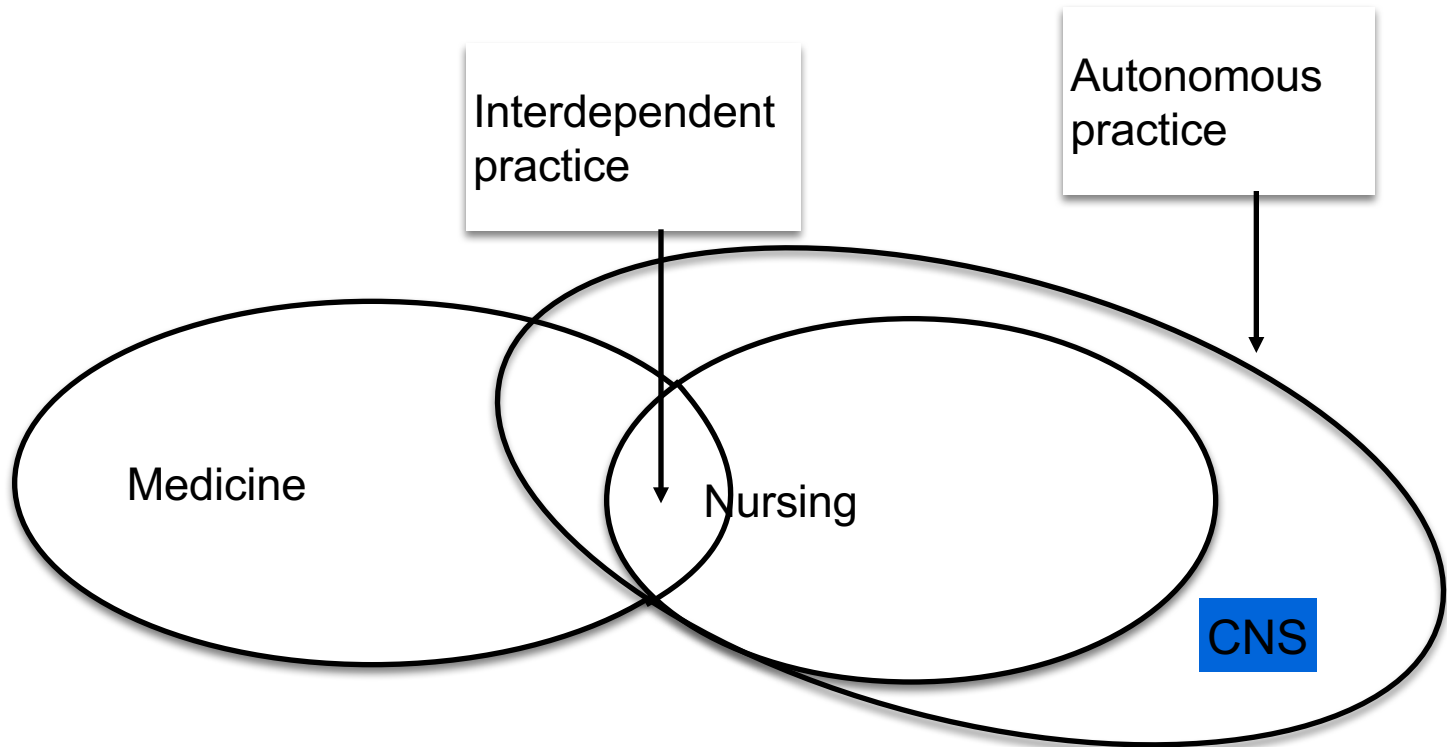 Interdependent
practice
Autonomous
practice
Medicine
Nursing
CNS